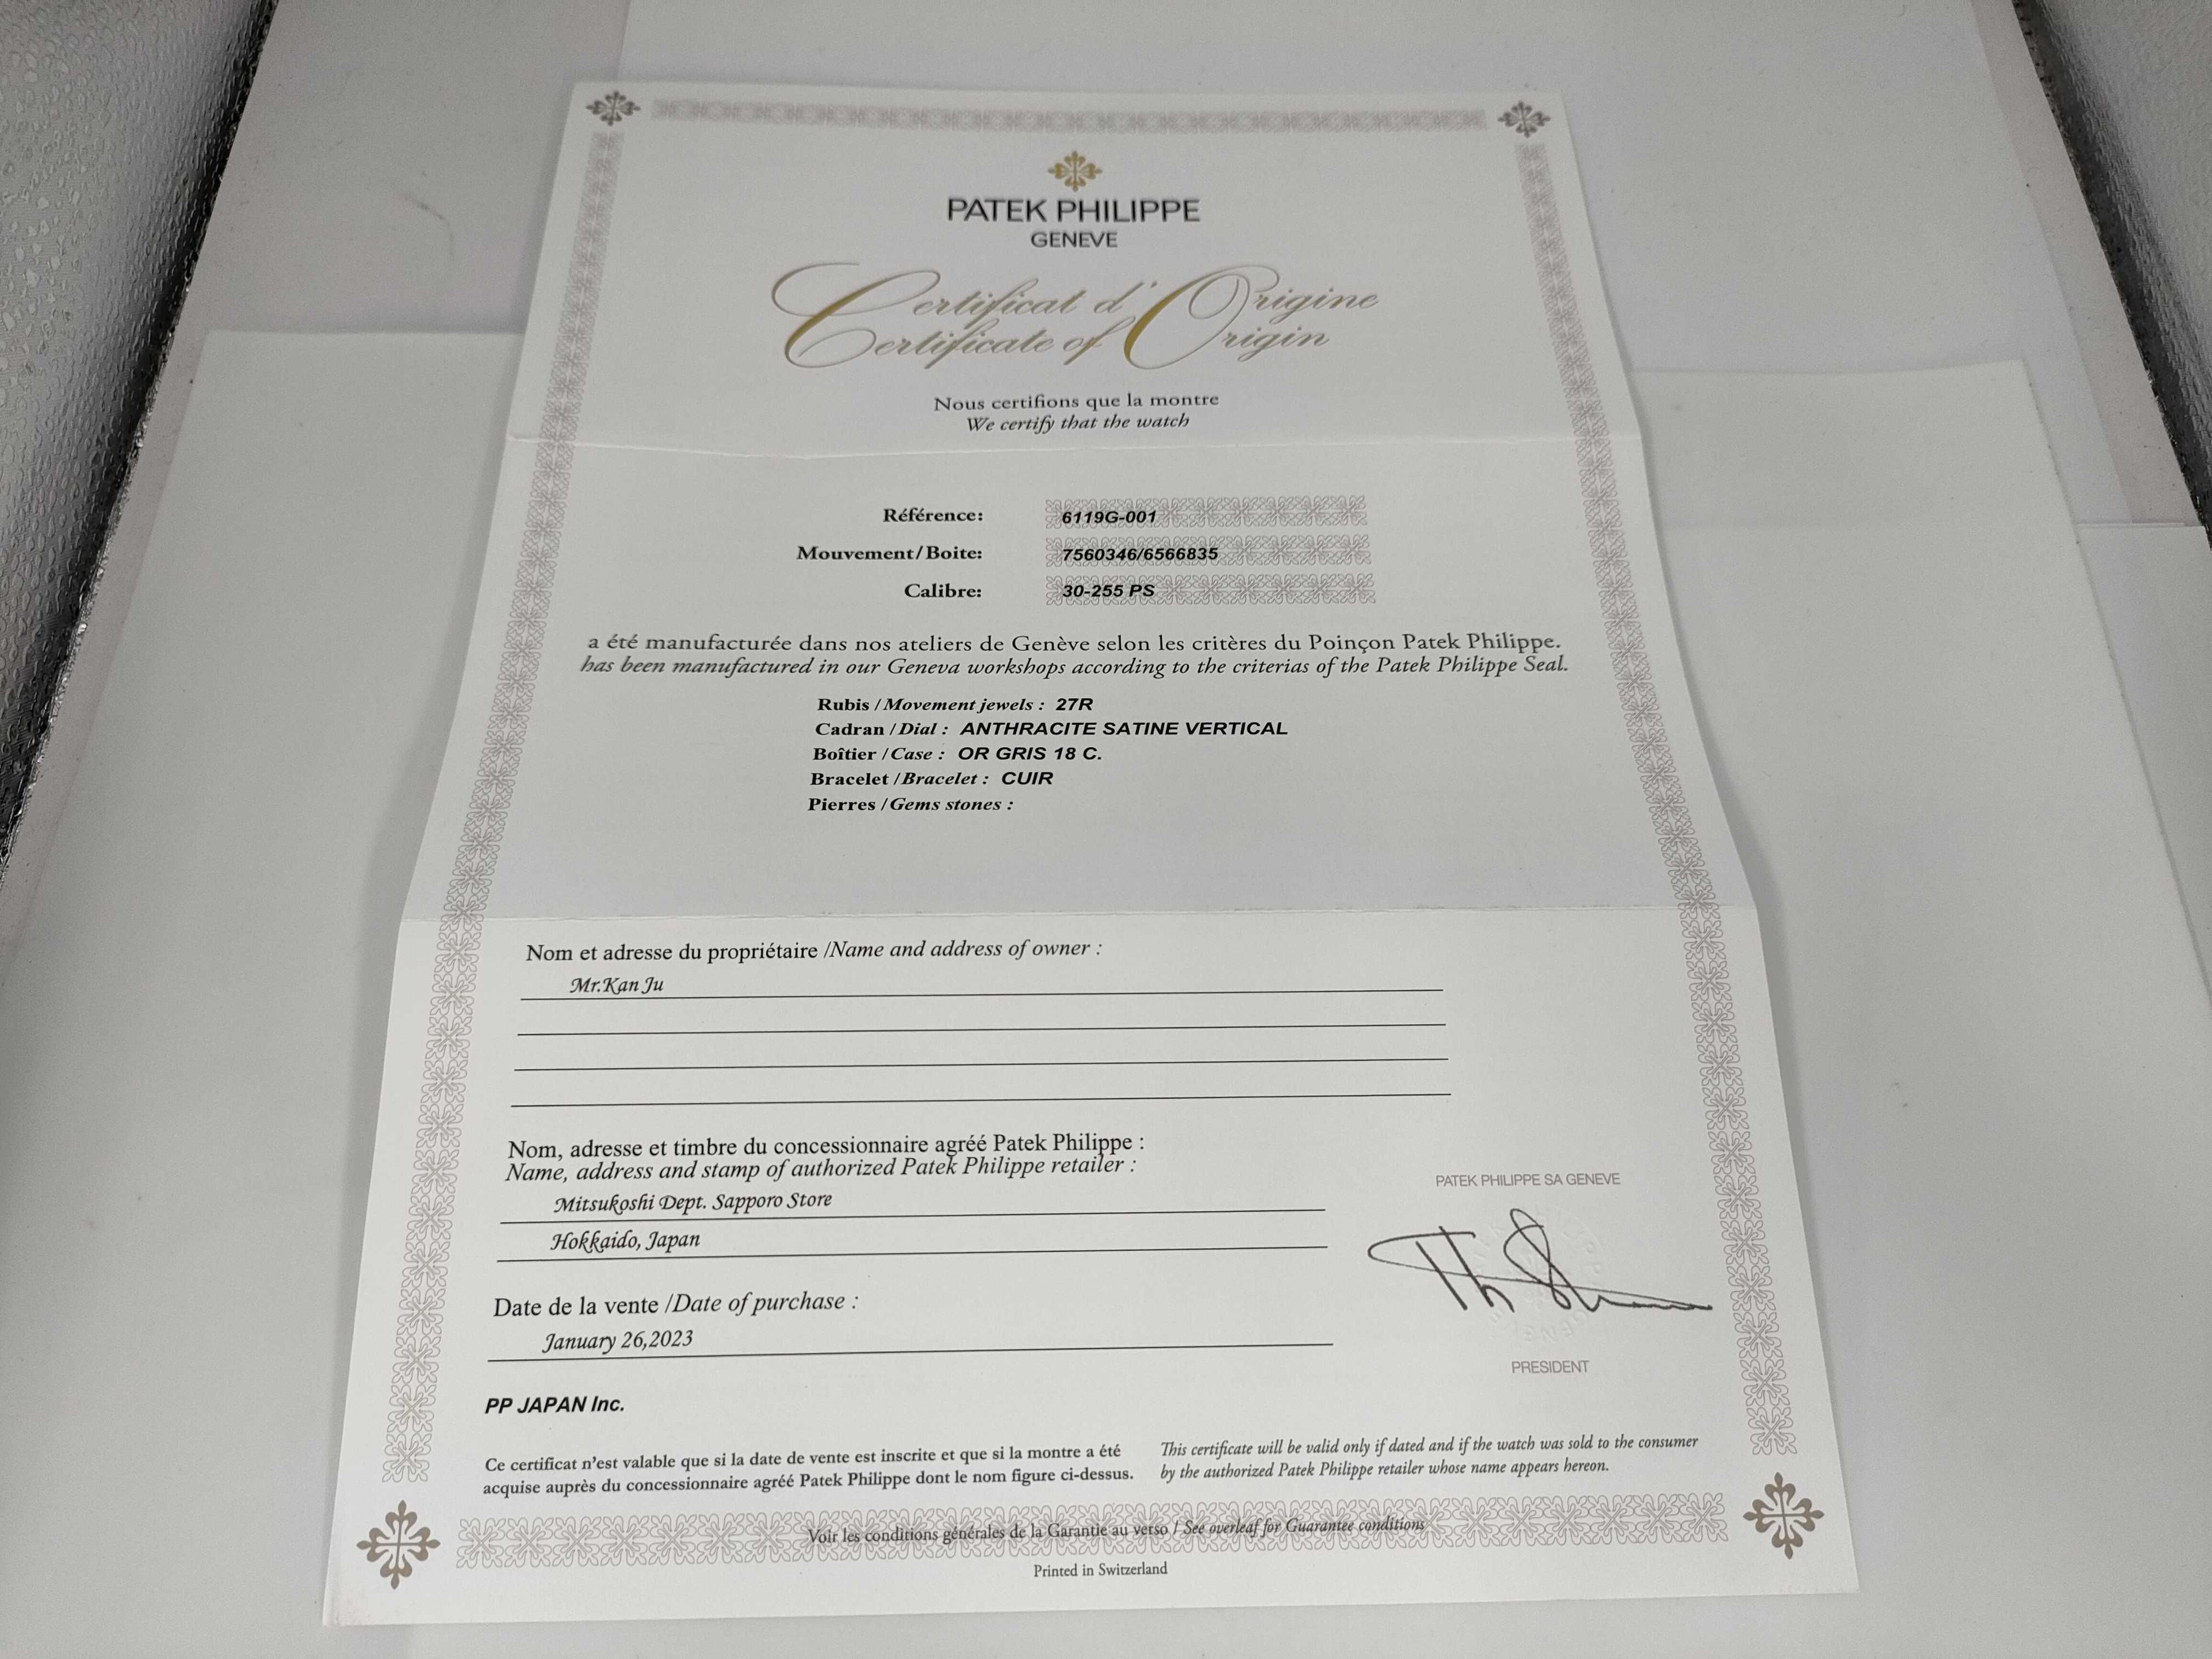 PATEK PHILIPPE
GENEVE
Certificat d'Origine
Certificate of Origin
Nous certifions que la montre
We certify that the watch
Référence: 6119G-001
Mouvement/Boite: 7560346/6566835
Calibre: 30-255 PS
a été manufacturée dans nos ateliers de Genève selon les critères du Poinçon Patek Philippe.
has been manufactured in our Geneva workshops according to the criterias of the Patek Philippe Seal.
Rubis /Movement jewels : 27R
Cadran /Dial : ANTHRACITE SATINE VERTICAL
Boîtier /Case : OR GRIS 18 C.
Bracelet /Bracelet : CUIR
Pierres /Gems stones :
Nom et adresse du propriétaire /Name and address of owner :
Mr.Kan Ju
Nom, adresse et timbre du concessionnaire agréé Patek Philippe :
Name, address and stamp of authorized Patek Philippe retailer :
Mitsukoshi Dept. Sapporo Store
Hokkaido, Japan
PATEK PHILIPPE SA GENEVE
Date de la vente /Date of purchase :
January 26,2023
PRESIDENT
PP JAPAN Inc.
Ce certificat n'est valable que si la date de vente est inscrite et que si la montre a été
acquise auprès du concessionnaire agréé Patek Philippe dont le nom figure ci-dessus.
This certificate will be valid only if dated and if the watch was sold to the consumer
by the authorized Patek Philippe retailer whose name appears hereon.
Voir les conditions générales de la Garantie au verso / See overleaf for Guarantee conditions
Printed in Switzerland